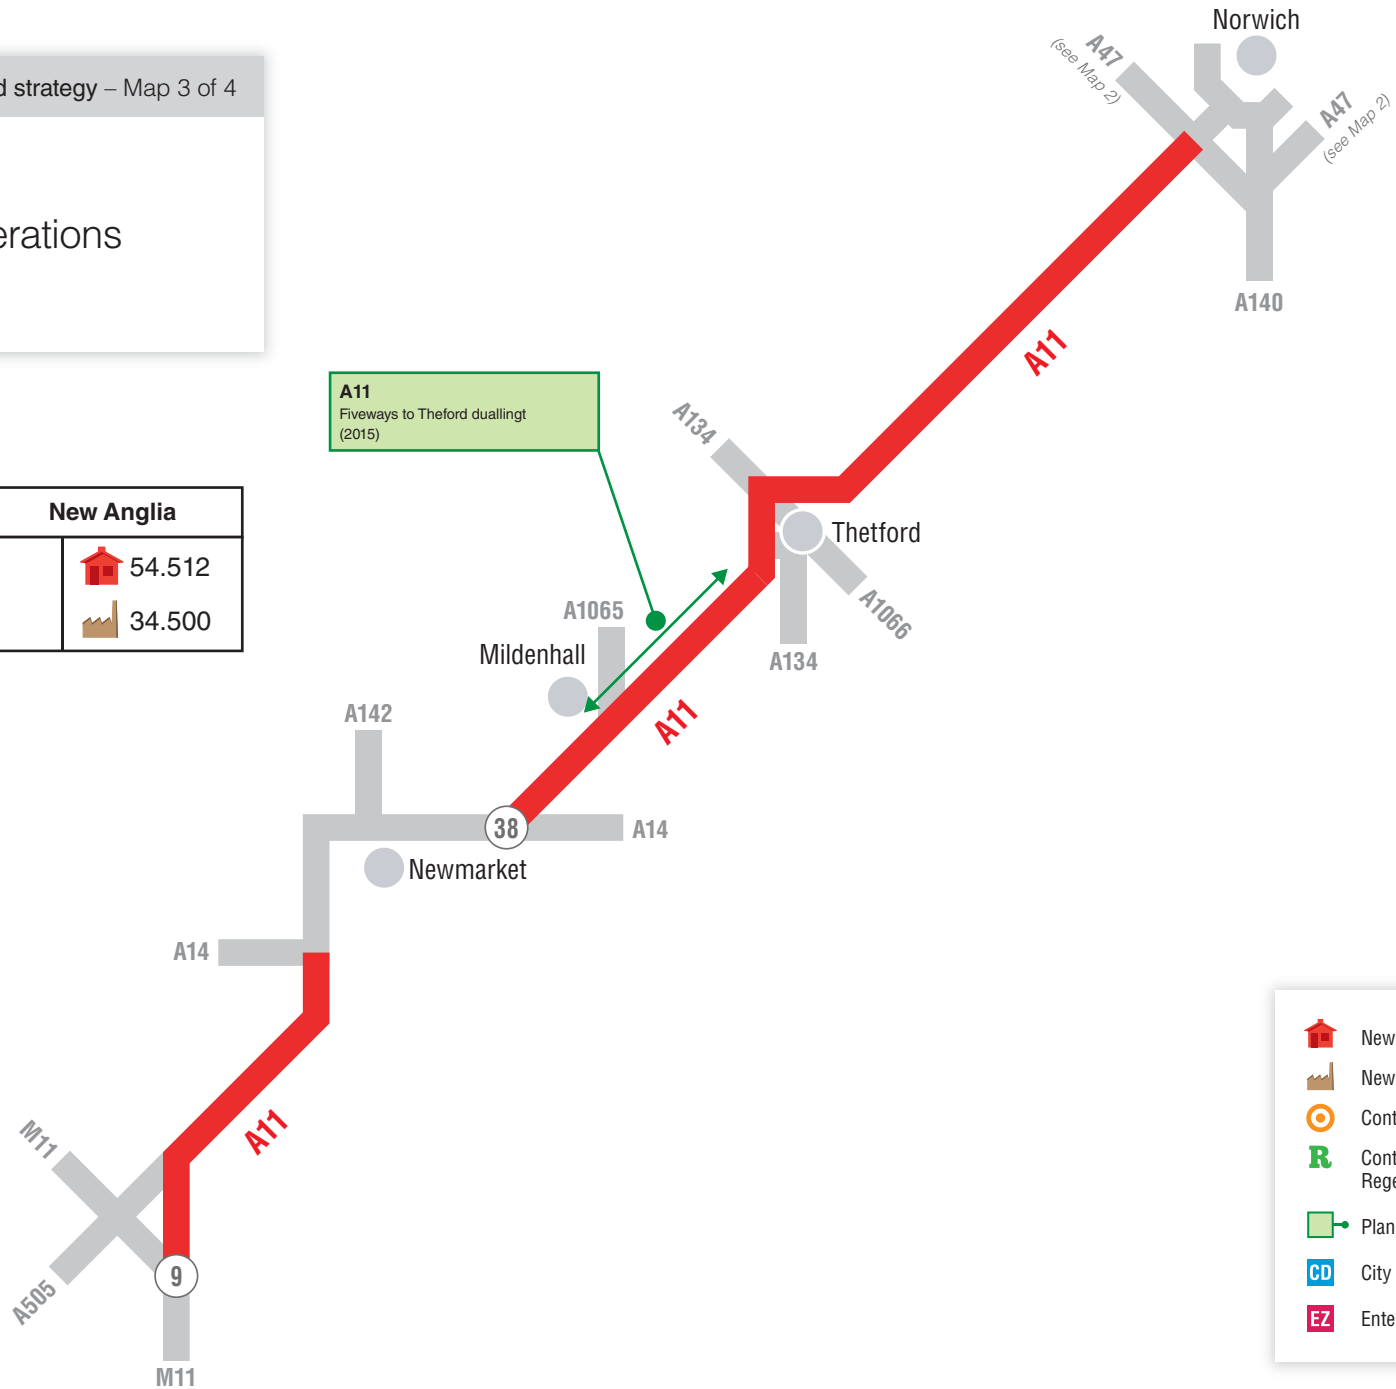 d strategy – Map 3 of 4
erations
Norwich
A47
(see Map 2)
A47
(see Map 2)
A140
A11
A11
Fiveways to Theford duallingt
(2015)
A134
Thetford
A1066
A134
New Anglia
54.512
34.500
A1065
Mildenhall
A11
A142
38
A14
Newmarket
A14
A11
M11
A505
9
M11
New
New
Cont
R
Cont
Rege
Plan
CD
City
EZ
Ente